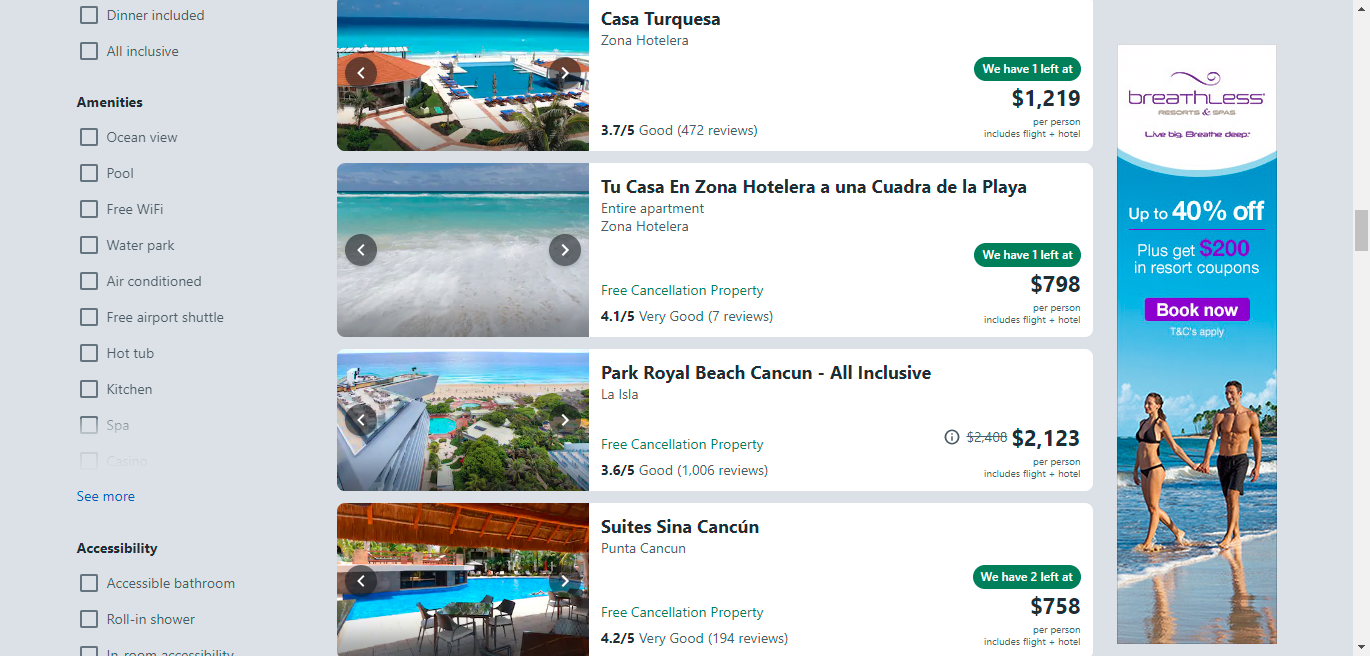 Dinner included
All inclusive
Amenities
Ocean view
Pool
Free WiFi
Water park
Air conditioned
Free airport shuttle
Hot tub
Kitchen
Spa
Casino
See more
Accessibility
Accessible bathroom
Roll-in shower
In-room accessibility
Casa Turquesa
Zona Hotelera
We have 1 left at
$1,219
per person
includes flight + hotel
3.7/5 Good (472 reviews)
Tu Casa En Zona Hotelera a una Cuadra de la Playa
Entire apartment
Zona Hotelera
We have 1 left at
$798
per person
includes flight + hotel
Free Cancellation Property
4.1/5 Very Good (7 reviews)
Park Royal Beach Cancun - All Inclusive
La Isla
$2,408 $2,123
per person
includes flight + hotel
Free Cancellation Property
3.6/5 Good (1,006 reviews)
Suites Sina Cancún
Punta Cancun
We have 2 left at
$758
per person
includes flight + hotel
Free Cancellation Property
4.2/5 Very Good (194 reviews)
breathless
RESORTS & SPAS
Live big. Breathe deep.
Up to 40% off
Plus get $200
in resort coupons
Book now
T&C's apply